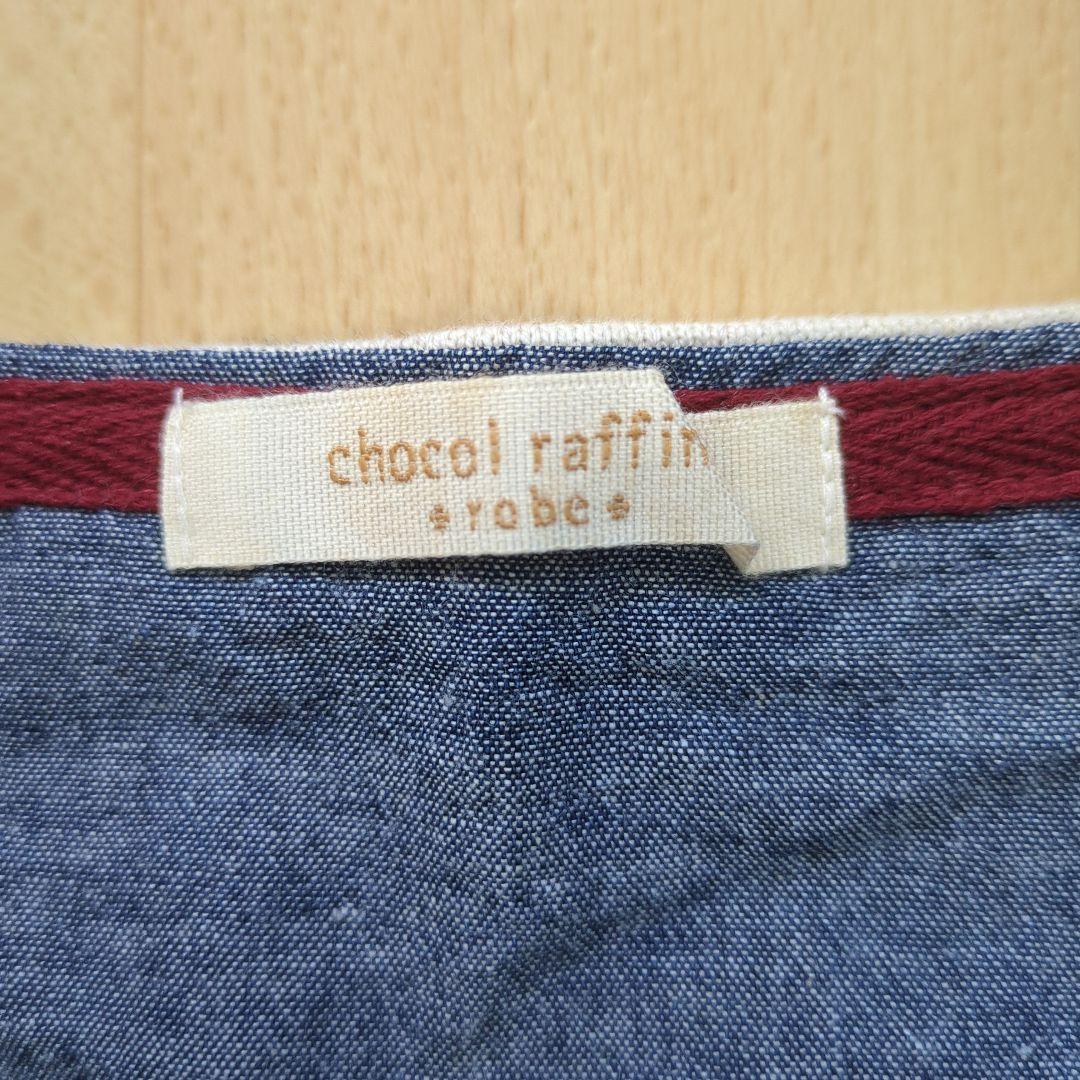 chocol raffin
✤ robe ✤